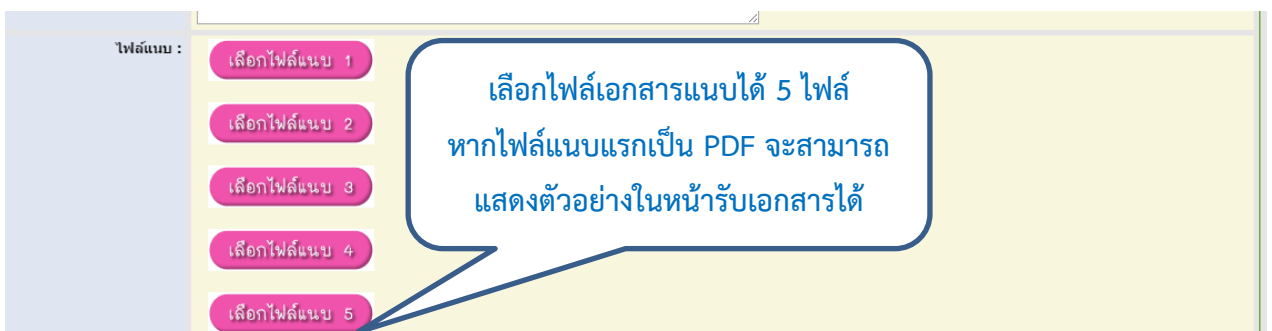 ไฟล์แนบ :
เลือกไฟล์แนบ 1
เลือกไฟล์แนบ 2
เลือกไฟล์แนบ 3
เลือกไฟล์แนบ 4
เลือกไฟล์แนบ 5
เลือกไฟล์เอกสารแนบได้ 5 ไฟล์
หากไฟล์แนบแรกเป็น PDF จะสามารถ
แสดงตัวอย่างในหน้ารับเอกสารได้